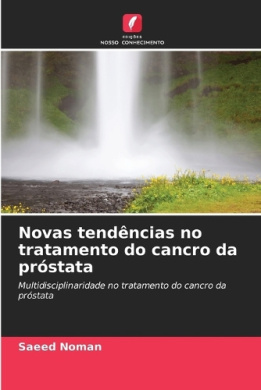 edições
NOSSO CONHECIMENTO
Novas tendências no
tratamento do cancro da
próstata
Multidisciplinaridade no tratamento do cancro da
próstata
Saeed Noman